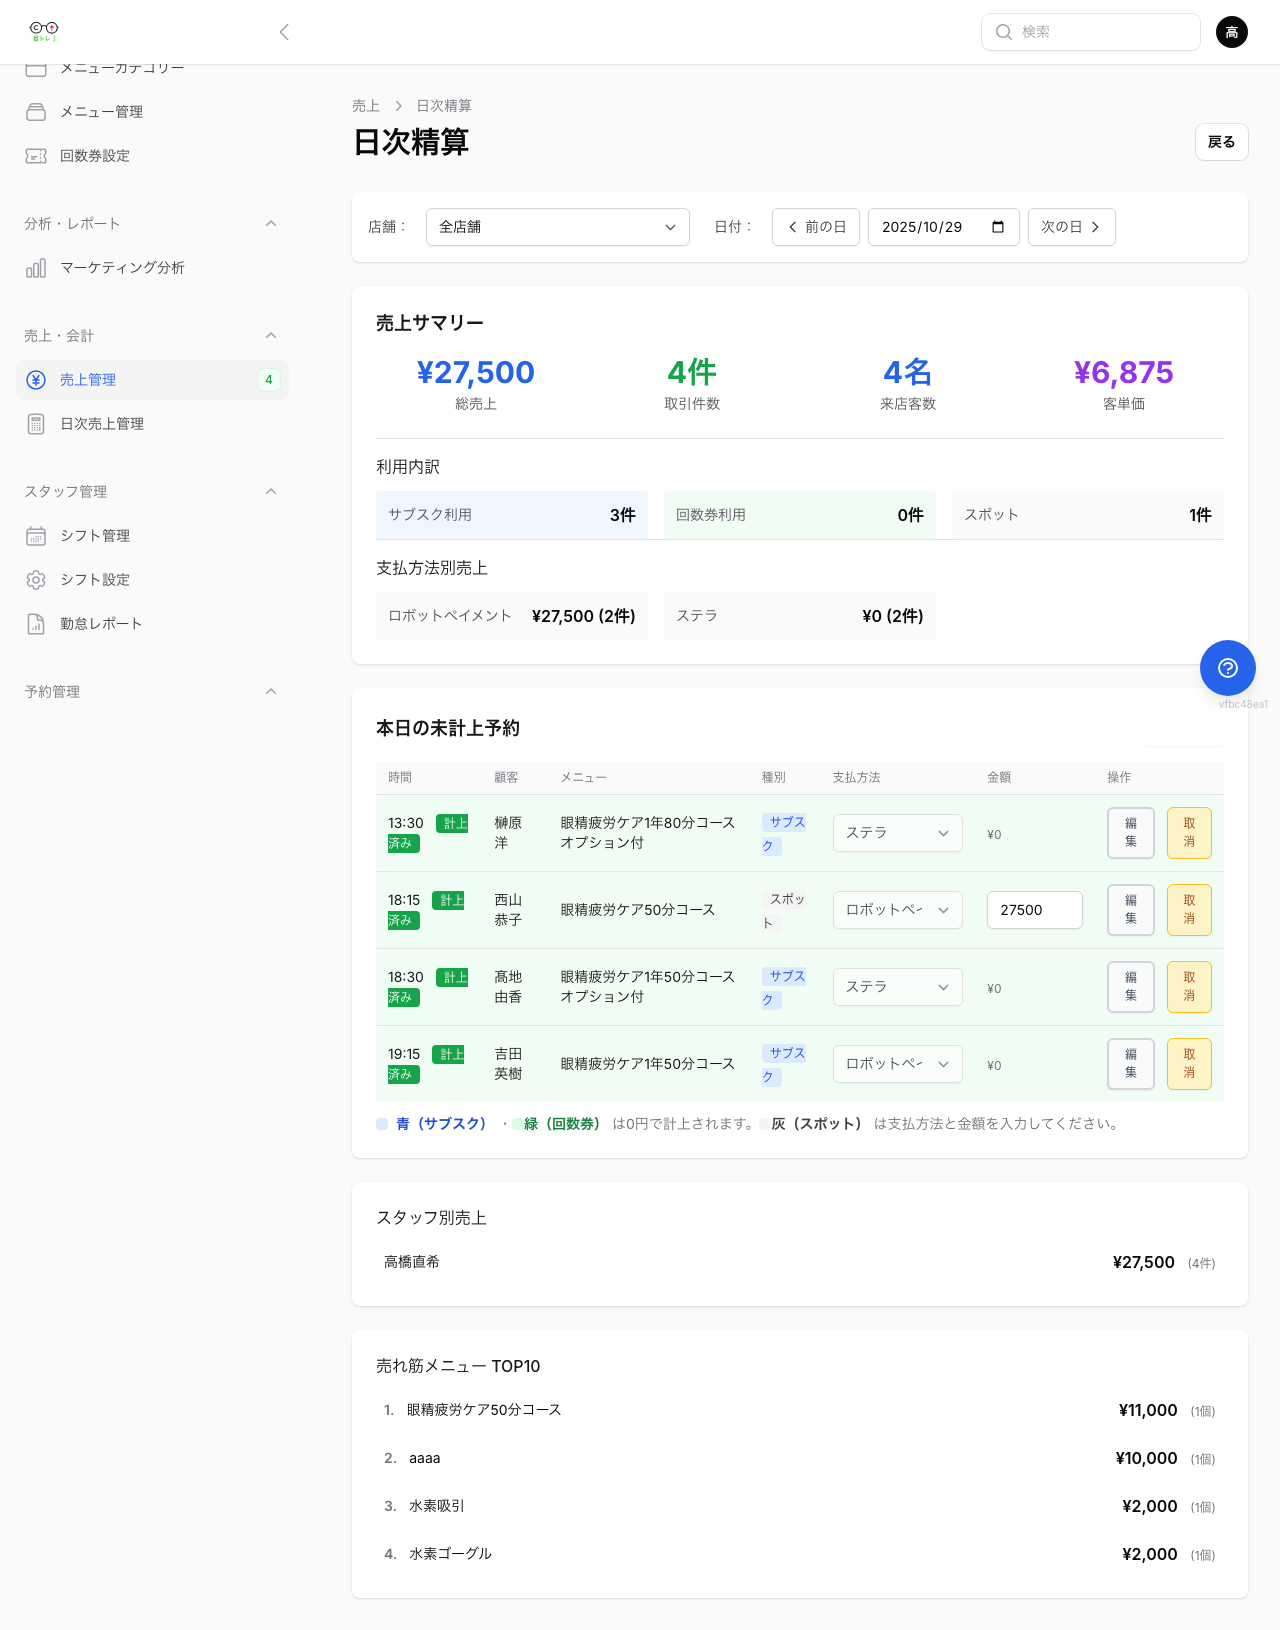 検索
高
メニューカテゴリー
メニュー管理
回数券設定
分析・レポート
マーケティング分析
売上・会計
売上管理 4
日次売上管理
スタッフ管理
シフト管理
シフト設定
勤怠レポート
予約管理
売上 > 日次精算
日次精算
戻る
店舗： 全店舗 日付： 前の日 2025/10/29 次の日
売上サマリー
¥27,500 4件 4名 ¥6,875
総売上 取引件数 来店客数 客単価
利用内訳
サブスク利用 3件 回数券利用 0件 スポット 1件
支払方法別売上
ロボットペイメント ¥27,500 (2件) ステラ ¥0 (2件)
vfbc48ea1
本日の未計上予約
時間 顧客 メニュー 種別 支払方法 金額 操作
13:30 計上済み 榊原洋 眼精疲労ケア1年80分コースオプション付 サブスク ステラ ¥0 編集 取消
18:15 計上済み 西山恭子 眼精疲労ケア50分コース スポット ロボットペイ 27500 編集 取消
18:30 計上済み 髙地由香 眼精疲労ケア1年50分コースオプション付 サブスク ステラ ¥0 編集 取消
19:15 計上済み 吉田英樹 眼精疲労ケア1年50分コース サブスク ロボットペイ ¥0 編集 取消
青（サブスク）・緑（回数券）は0円で計上されます。灰（スポット）は支払方法と金額を入力してください。
スタッフ別売上
高橋直希 ¥27,500 (4件)
売れ筋メニュー TOP10
1. 眼精疲労ケア50分コース ¥11,000 (1個)
2. aaaa ¥10,000 (1個)
3. 水素吸引 ¥2,000 (1個)
4. 水素ゴーグル ¥2,000 (1個)